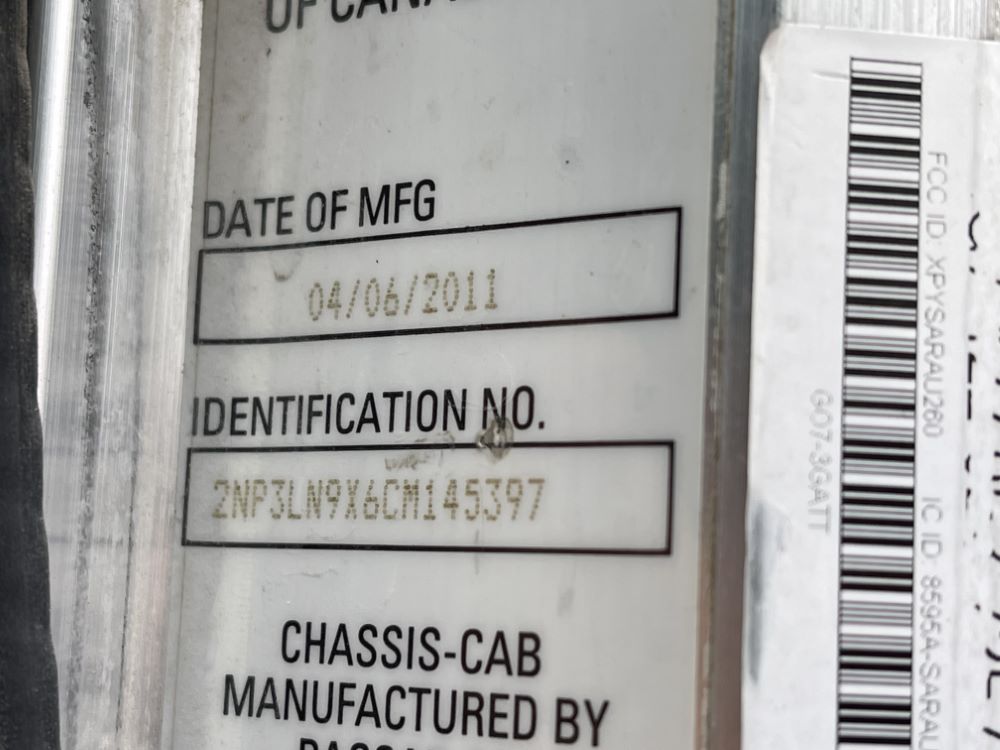 OF
DATE OF MFG
04/06/2011
IDENTIFICATION NO.
2NP3LN9X6CM145397
CHASSIS-CAB
MANUFACTURED BY
FCC ID: XPYSARAU260 IC ID: 8595A-SARAU
G07-3GATT